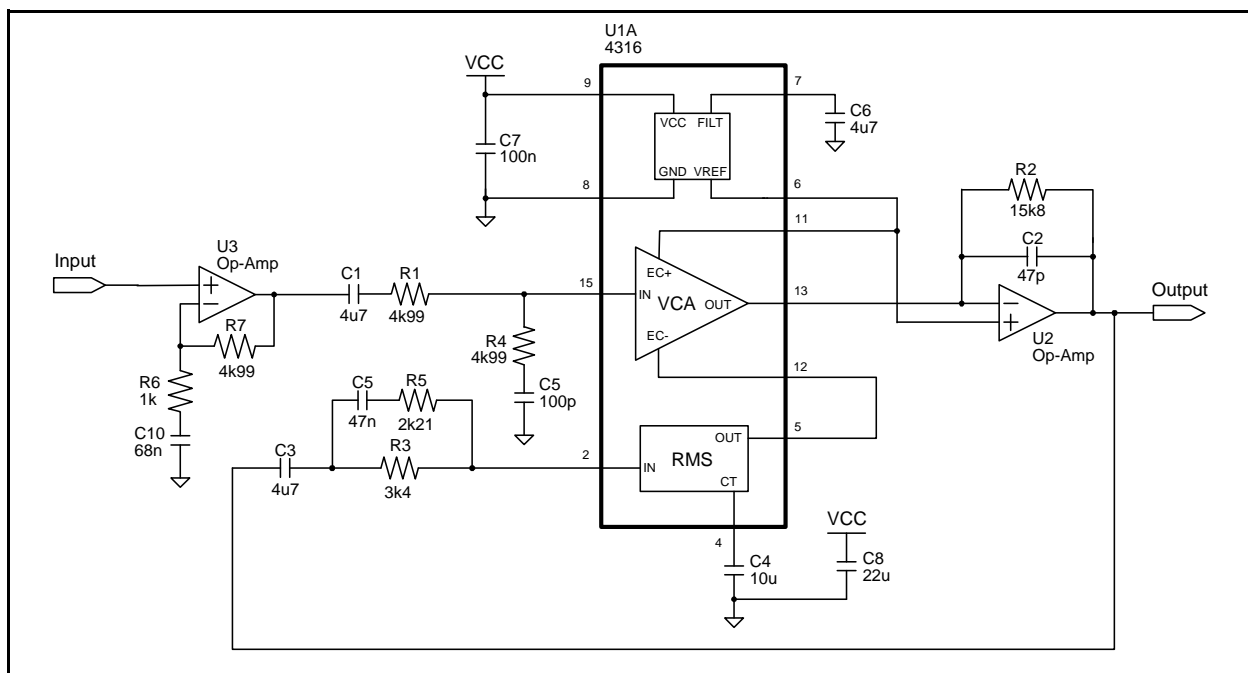 U1A
4316
VCC
9
7
VCC
FILT
C6
4u7
C7
100n
GND
VREF
8
6
R2
15k8
11
Input
U3
Op-Amp
C1
R1
EC+
C2
47p
15
IN
VCA
OUT
13
Output
4u7
4k99
R7
4k99
R4
4k99
EC-
U2
Op-Amp
R6
1k
C5
R5
C5
100p
12
47n
2k21
C10
68n
OUT
5
C3
R3
2
IN
RMS
4u7
3k4
CT
VCC
4
C4
10u
C8
22u